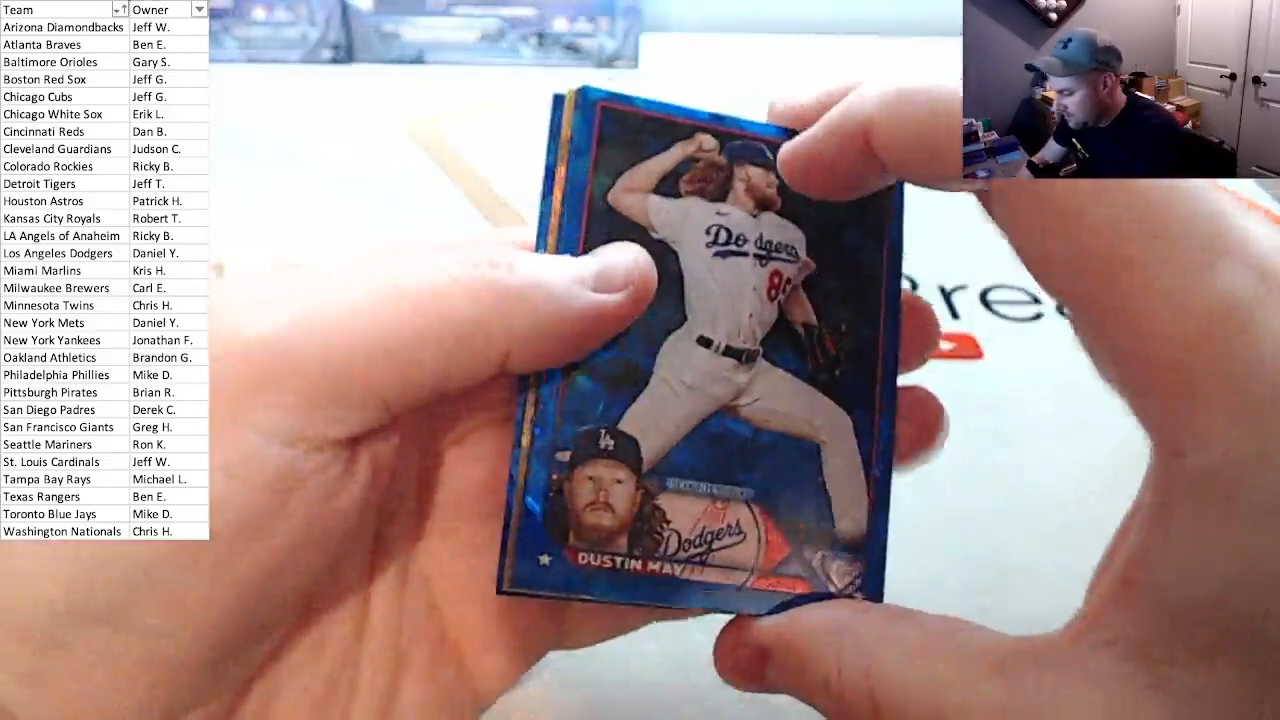 Team Owner
Arizona Diamondbacks Jeff W.
Atlanta Braves Ben E.
Baltimore Orioles Gary S.
Boston Red Sox Jeff G.
Chicago Cubs Jeff G.
Chicago White Sox Erik L.
Cincinnati Reds Dan B.
Cleveland Guardians Judson C.
Colorado Rockies Ricky B.
Detroit Tigers Jeff T.
Houston Astros Patrick H.
Kansas City Royals Robert T.
LA Angels of Anaheim Ricky B.
Los Angeles Dodgers Daniel Y.
Miami Marlins Kris H.
Milwaukee Brewers Carl E.
Minnesota Twins Chris H.
New York Mets Daniel Y.
New York Yankees Jonathan F.
Oakland Athletics Brandon G.
Philadelphia Phillies Mike D.
Pittsburgh Pirates Brian R.
San Diego Padres Derek C.
San Francisco Giants Greg H.
Seattle Mariners Ron K.
St. Louis Cardinals Jeff W.
Tampa Bay Rays Michael L.
Texas Rangers Ben E.
Toronto Blue Jays Mike D.
Washington Nationals Chris H.
Dodgers
LA
Dodgers
DUSTIN MAY